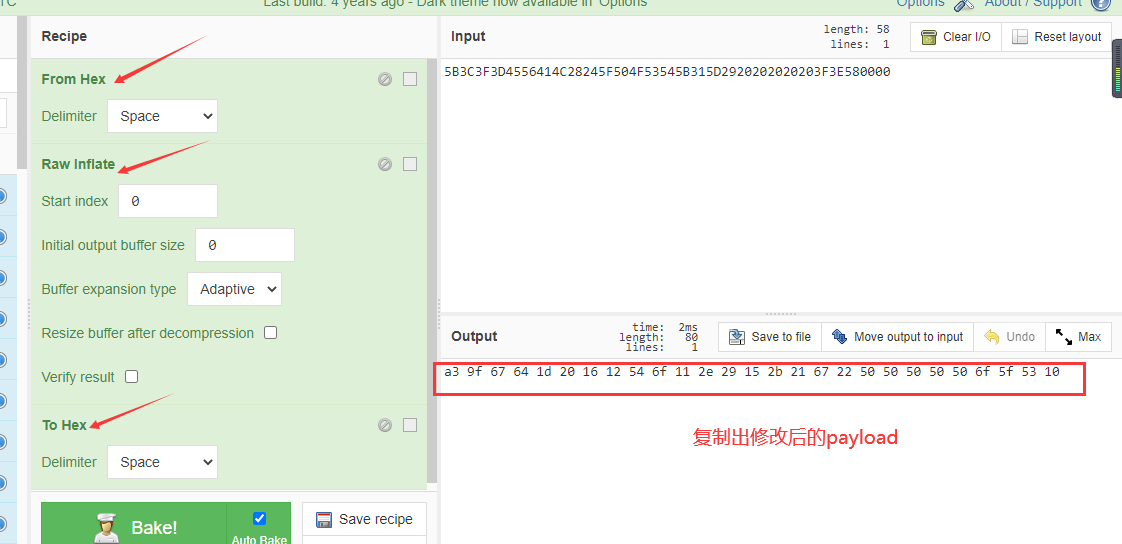 TC
Last build: 4 years ago - Dark theme now available in 'Options'
Options
About / Support
Recipe
From Hex
Delimiter
Space
Raw Inflate
Start index
0
Initial output buffer size
0
Buffer expansion type
Adaptive
Resize buffer after decompression
Verify result
To Hex
Delimiter
Space
Bake!
Auto Bake
Save recipe
Input
length: 58
lines: 1
Clear I/O
Reset layout
5B3C3F3D4556414C28245F504F53545B315D2920202020203F3E580000
Output
time: 2ms
length: 80
lines: 1
Save to file
Move output to input
Undo
Max
a3 9f 67 64 1d 20 16 12 54 6f 11 2e 29 15 2b 21 67 22 50 50 50 50 50 6f 5f 53 10
复制出修改后的payload